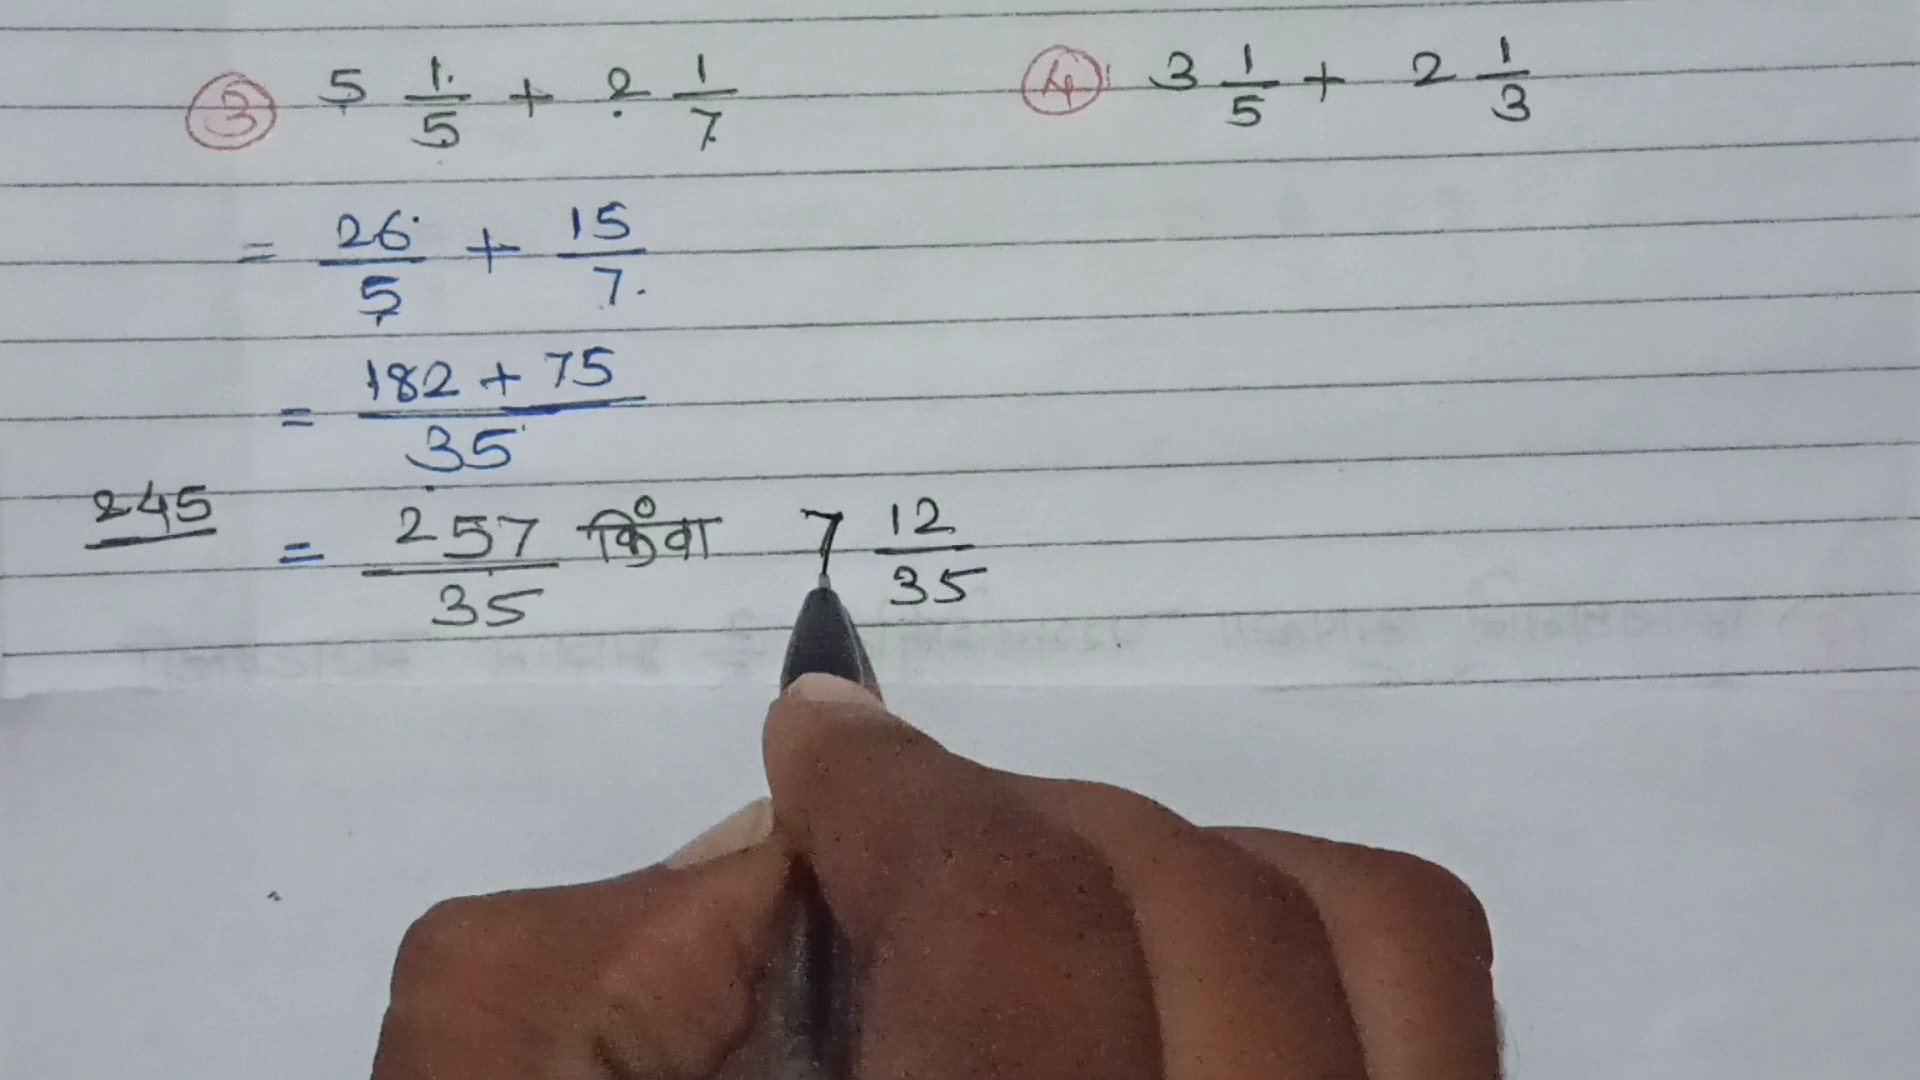 ③ 5 1/5 + 2 1/7
= 26/5 + 15/7
= (182 + 75)/35
245
= 257/35 किंवा 7 12/35
④ 3 1/5 + 2 1/3